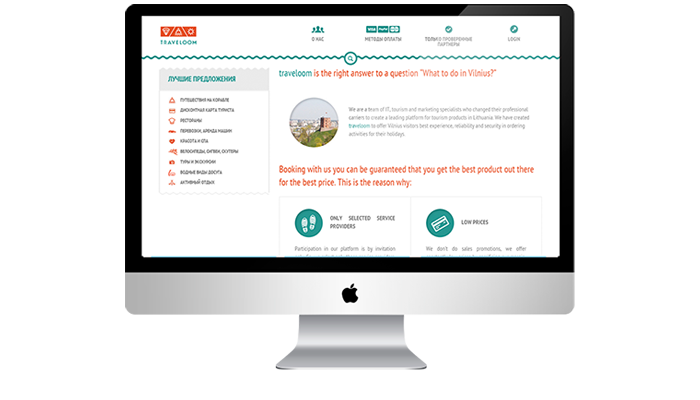 TRAVELOOM
О НАС
МЕТОДЫ ОПЛАТЫ
ТОЛЬКО ПРОВЕРЕННЫЕ
ПАРТНЕРЫ
LOGIN
ЛУЧШИЕ ПРЕДЛОЖЕНИЯ
ПУТЕШЕСТВИЯ НА КОРАБЛЕ
ДИСКОНТНАЯ КАРТА ТУРИСТА
РЕСТОРАНЫ
ПЕРЕВОЗКИ, АРЕНДА МАШИН
КРАСОТА И СПА
ВЕЛОСИПЕДЫ, СИГВЕИ, СКУТЕРЫ
ТУРЫ И ЭКСКУРСИИ
ВОДНЫЕ ВИДЫ ДОСУГА
АКТИВНЫЙ ОТДЫХ
traveloom is the right answer to a question "What to do in Vilnius?"
We are a team of IT, tourism and marketing specialists who changed their professional
carriers to create a leading platform for tourism products in Lithuania. We have created
traveloom to offer Vilnius visitors best experience, reliability and security in ordering
activities for their holidays.
Booking with us you can be guaranteed that you get the best product out there
for the best price. This is the reason why:
ONLY SELECTED SERVICE
PROVIDERS
Participation in our platform is by invitation
LOW PRICES
We don't do sales promotions, we offer